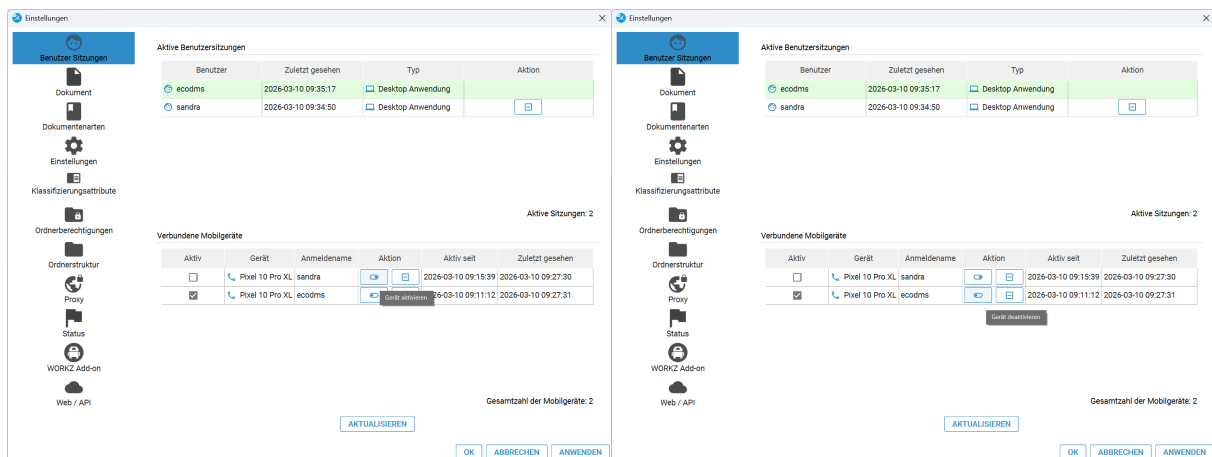 Einstellungen
Benutzer Sitzungen
Dokument
Dokumentenarten
Einstellungen
Klassifizierungsattribute
Ordnerberechtigungen
Ordnerstruktur
Proxy
Status
WORKZ Add-on
Web / API
Aktive Benutzersitzungen
Benutzer Zuletzt gesehen Typ Aktion
ecodms 2026-03-10 09:35:17 Desktop Anwendung
sandra 2026-03-10 09:34:50 Desktop Anwendung
Aktive Sitzungen: 2
Verbundene Mobilgeräte
Aktiv Gerät Anmeldename Aktion Aktiv seit Zuletzt gesehen
Pixel 10 Pro XL sandra 2026-03-10 09:15:39 2026-03-10 09:27:30
Pixel 10 Pro XL ecodms 26-03-10 09:11:12 2026-03-10 09:27:31
Gerät aktivieren
Gesamtzahl der Mobilgeräte: 2
AKTUALISIEREN
OK ABBRECHEN ANWENDEN
Einstellungen
Benutzer Sitzungen
Dokument
Dokumentenarten
Einstellungen
Klassifizierungsattribute
Ordnerberechtigungen
Ordnerstruktur
Proxy
Status
WORKZ Add-on
Web / API
Aktive Benutzersitzungen
Benutzer Zuletzt gesehen Typ Aktion
ecodms 2026-03-10 09:35:17 Desktop Anwendung
sandra 2026-03-10 09:34:50 Desktop Anwendung
Aktive Sitzungen: 2
Verbundene Mobilgeräte
Aktiv Gerät Anmeldename Aktion Aktiv seit Zuletzt gesehen
Pixel 10 Pro XL sandra 2026-03-10 09:15:39 2026-03-10 09:27:30
Pixel 10 Pro XL ecodms 2026-03-10 09:11:12 2026-03-10 09:27:31
Gerät deaktivieren
Gesamtzahl der Mobilgeräte: 2
AKTUALISIEREN
OK ABBRECHEN ANWENDEN